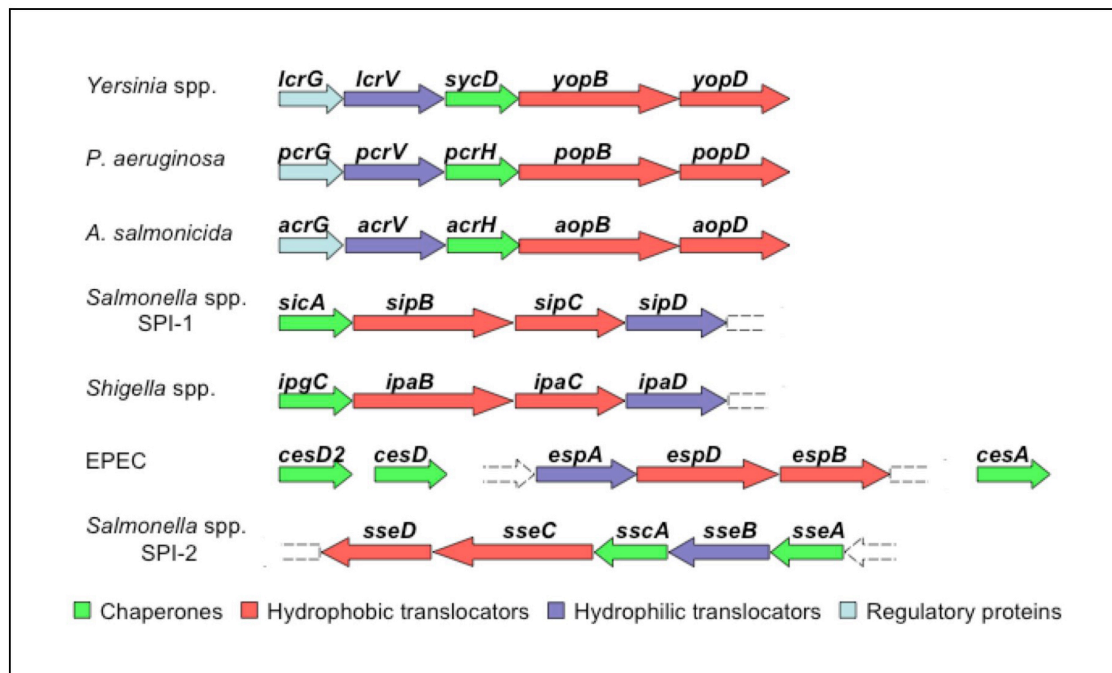 lcrG lcrV sycD yopB yopD
Yersinia spp.
pcrG pcrV pcrH popB popD
P. aeruginosa
acrG acrV acrH aopB aopD
A. salmonicida
Salmonella spp. sicA sipB sipC sipD
SPI-1
ipgC ipaB ipaC ipaD
Shigella spp.
cesD2 cesD espA espD espB cesA
EPEC
Salmonella spp. sseD sseC sscA sseB sseA
SPI-2
Chaperones Hydrophobic translocators Hydrophilic translocators Regulatory proteins